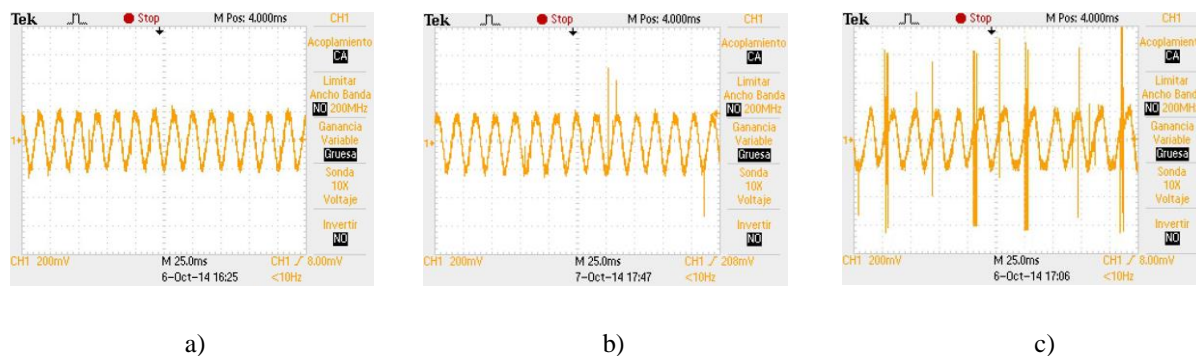 Tek
Stop
M Pos: 4.000ms
CH1
Acoplamiento
CA
Limitar
Ancho Banda
NO 200MHz
Ganancia
Variable
Gruesa
Sonda
10X
Voltaje
Invertir
NO
1
CH1 200mV
M 25.0ms
CH1 8.00mV
6-Oct-14 16:25
<10Hz
a)
Tek
Stop
M Pos: 4.000ms
CH1
Acoplamiento
CA
Limitar
Ancho Banda
NO 200MHz
Ganancia
Variable
Gruesa
Sonda
10X
Voltaje
Invertir
NO
1
CH1 200mV
M 25.0ms
CH1 208mV
7-Oct-14 17:47
<10Hz
b)
Tek
Stop
M Pos: 4.000ms
CH1
Acoplamiento
CA
Limitar
Ancho Banda
NO 200MHz
Ganancia
Variable
Gruesa
Sonda
10X
Voltaje
Invertir
NO
1
CH1 200mV
M 25.0ms
CH1 8.00mV
6-Oct-14 17:06
<10Hz
c)